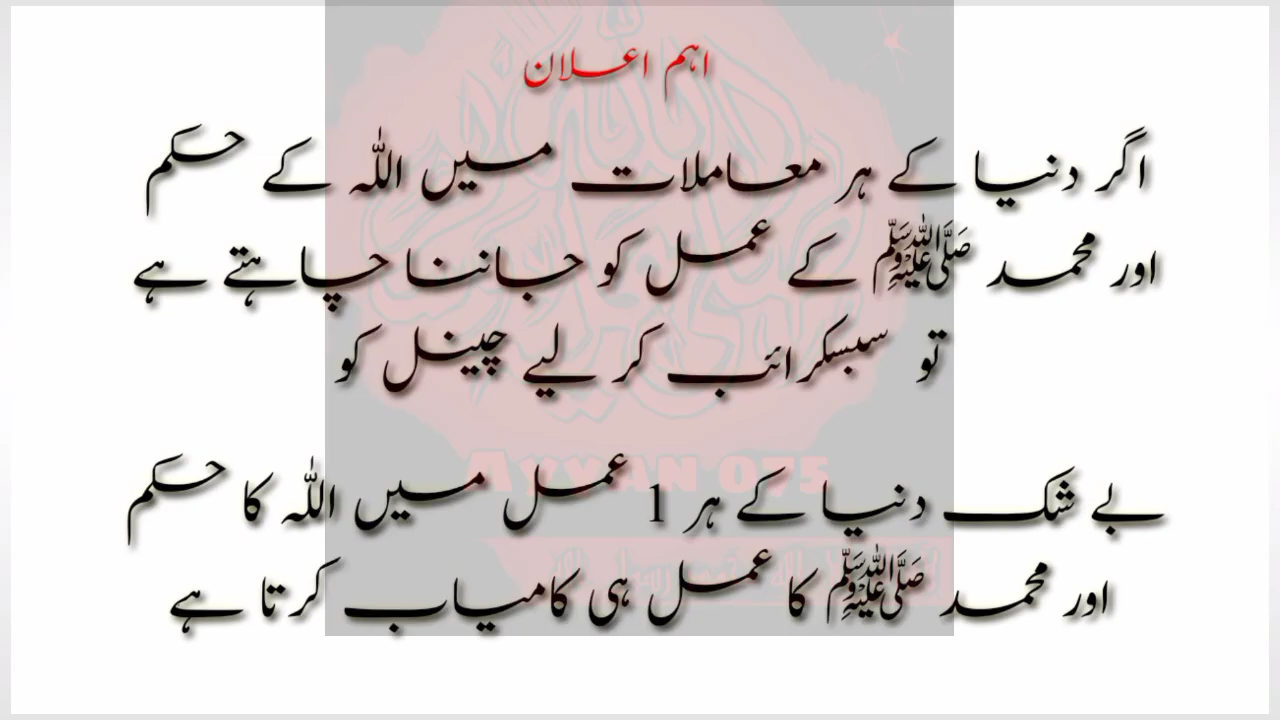 اہم اعلان
اگر دنیا کے ہر معاملات میں اللہ کے حکم
اور محمد ﷺ کے عمل کو جاننا چاہتے ہے
تو سبسکرائب کر لیے چینل کو
Ayyan 075
بے شک دنیا کے ہر 1 عمل میں اللہ کا حکم
اور محمد ﷺ کا عمل ہی کامیاب کرتا ہے